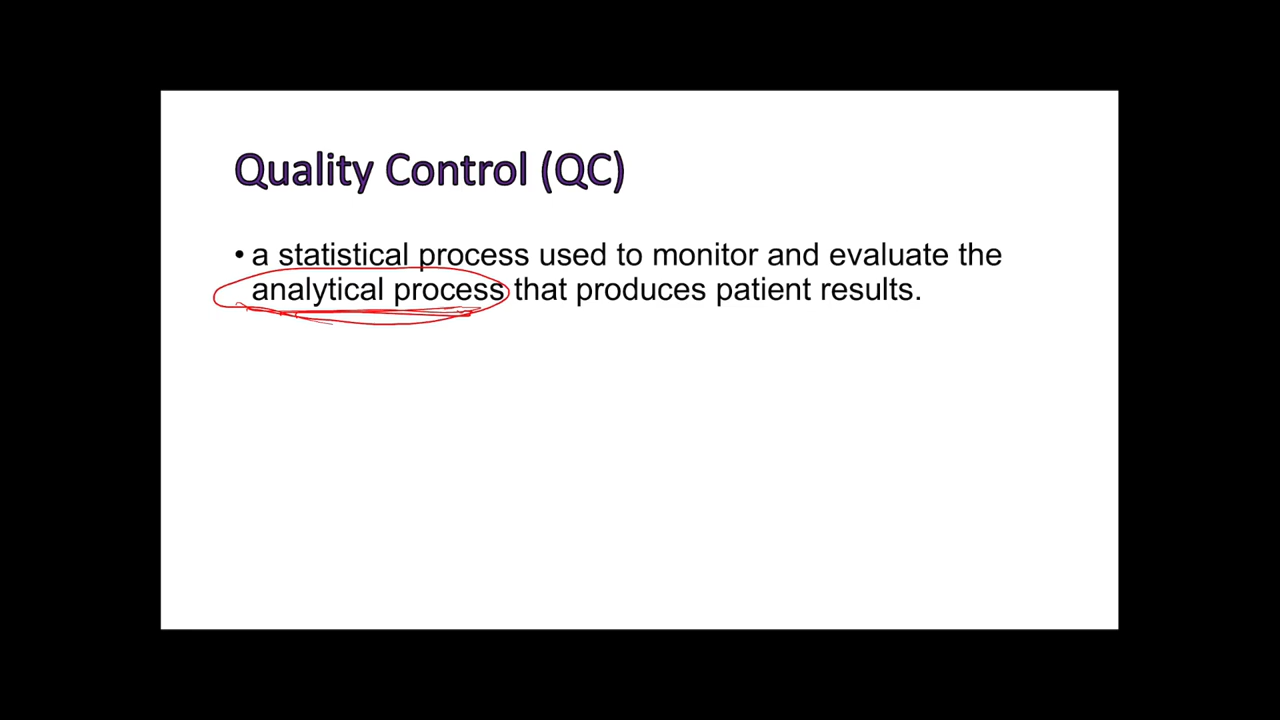 Quality Control (QC)
• a statistical process used to monitor and evaluate the
analytical process that produces patient results.